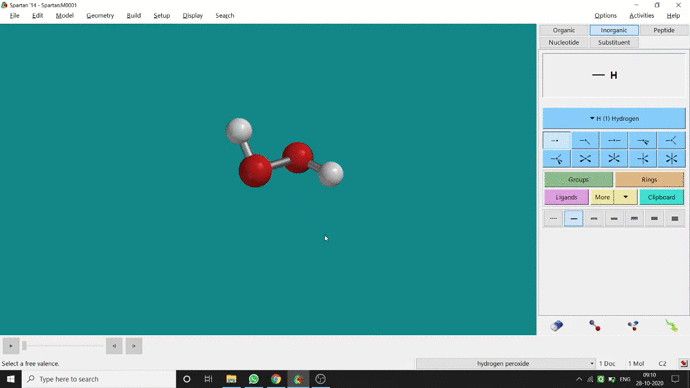 Spartan '14 - Spartan:M0001
File Edit Model Geometry Build Setup Display Search Options Activities Help
Organic Inorganic Peptide
Nucleotide Substituent
H
H (1) Hydrogen
Groups Rings
Ligands More Clipboard
Select a free valence.
hydrogen peroxide 1 Doc 1 Mol C2
Type here to search
ENG
09:10
28-10-2020